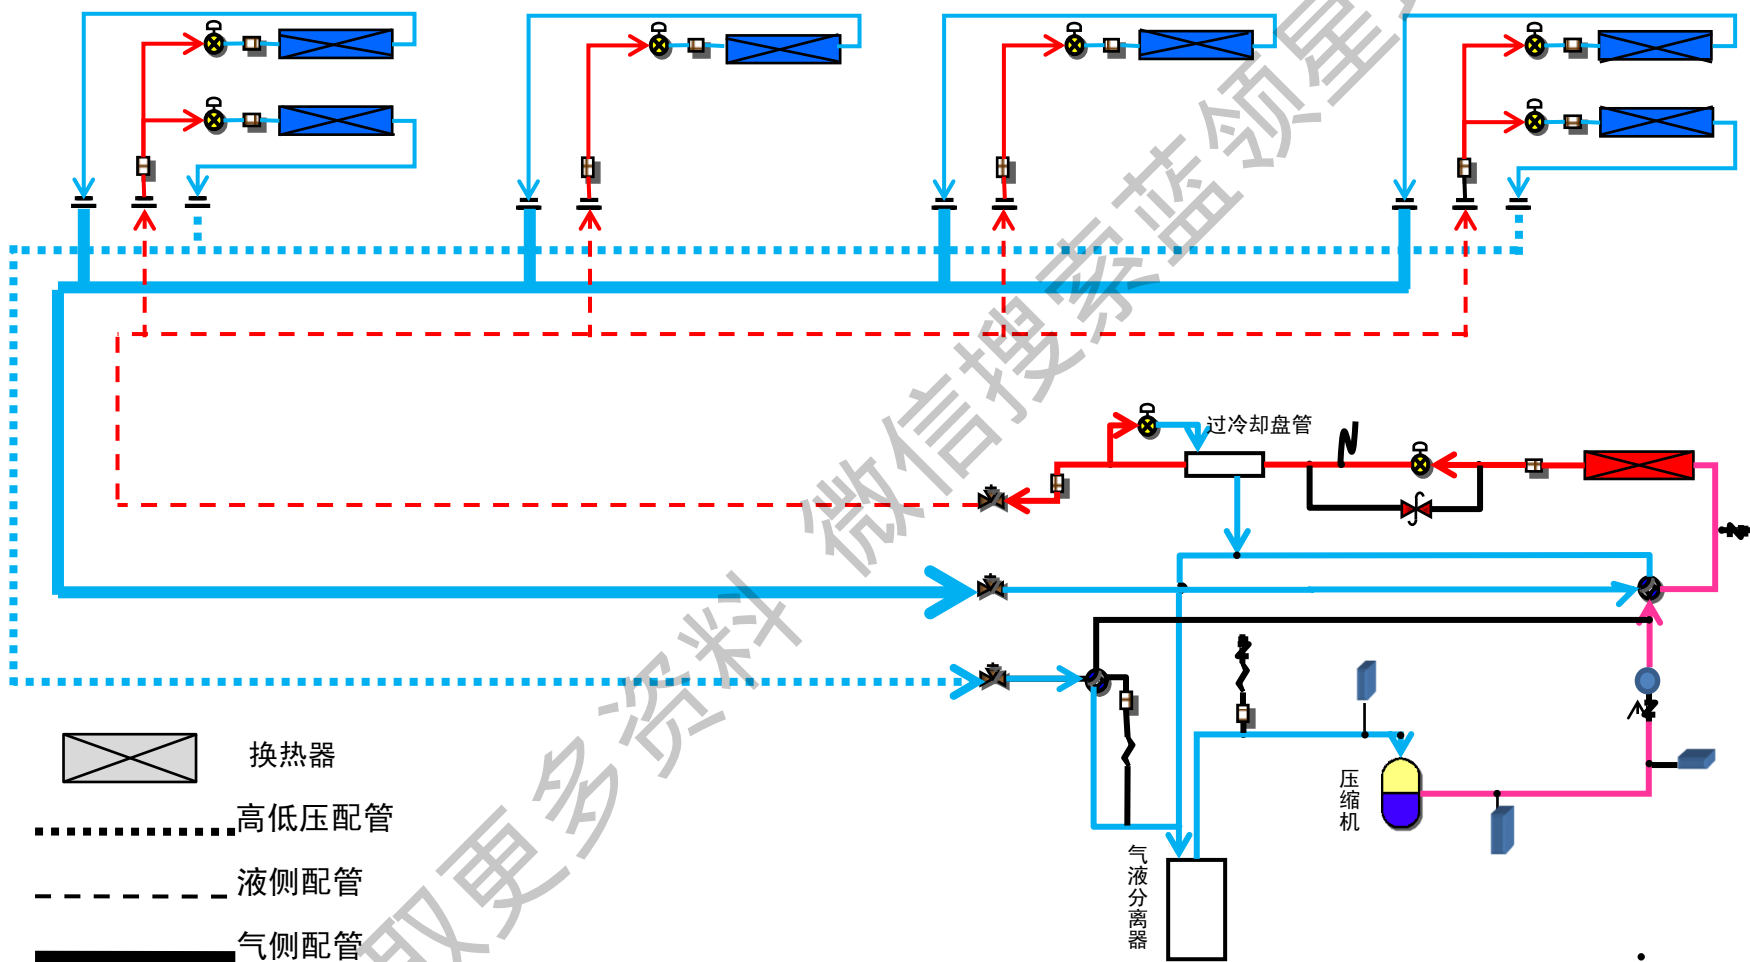 过冷却盘管
压缩机
气液分离器
换热器
高低压配管
液侧配管
气侧配管
取更多资料 微信搜索蓝领星